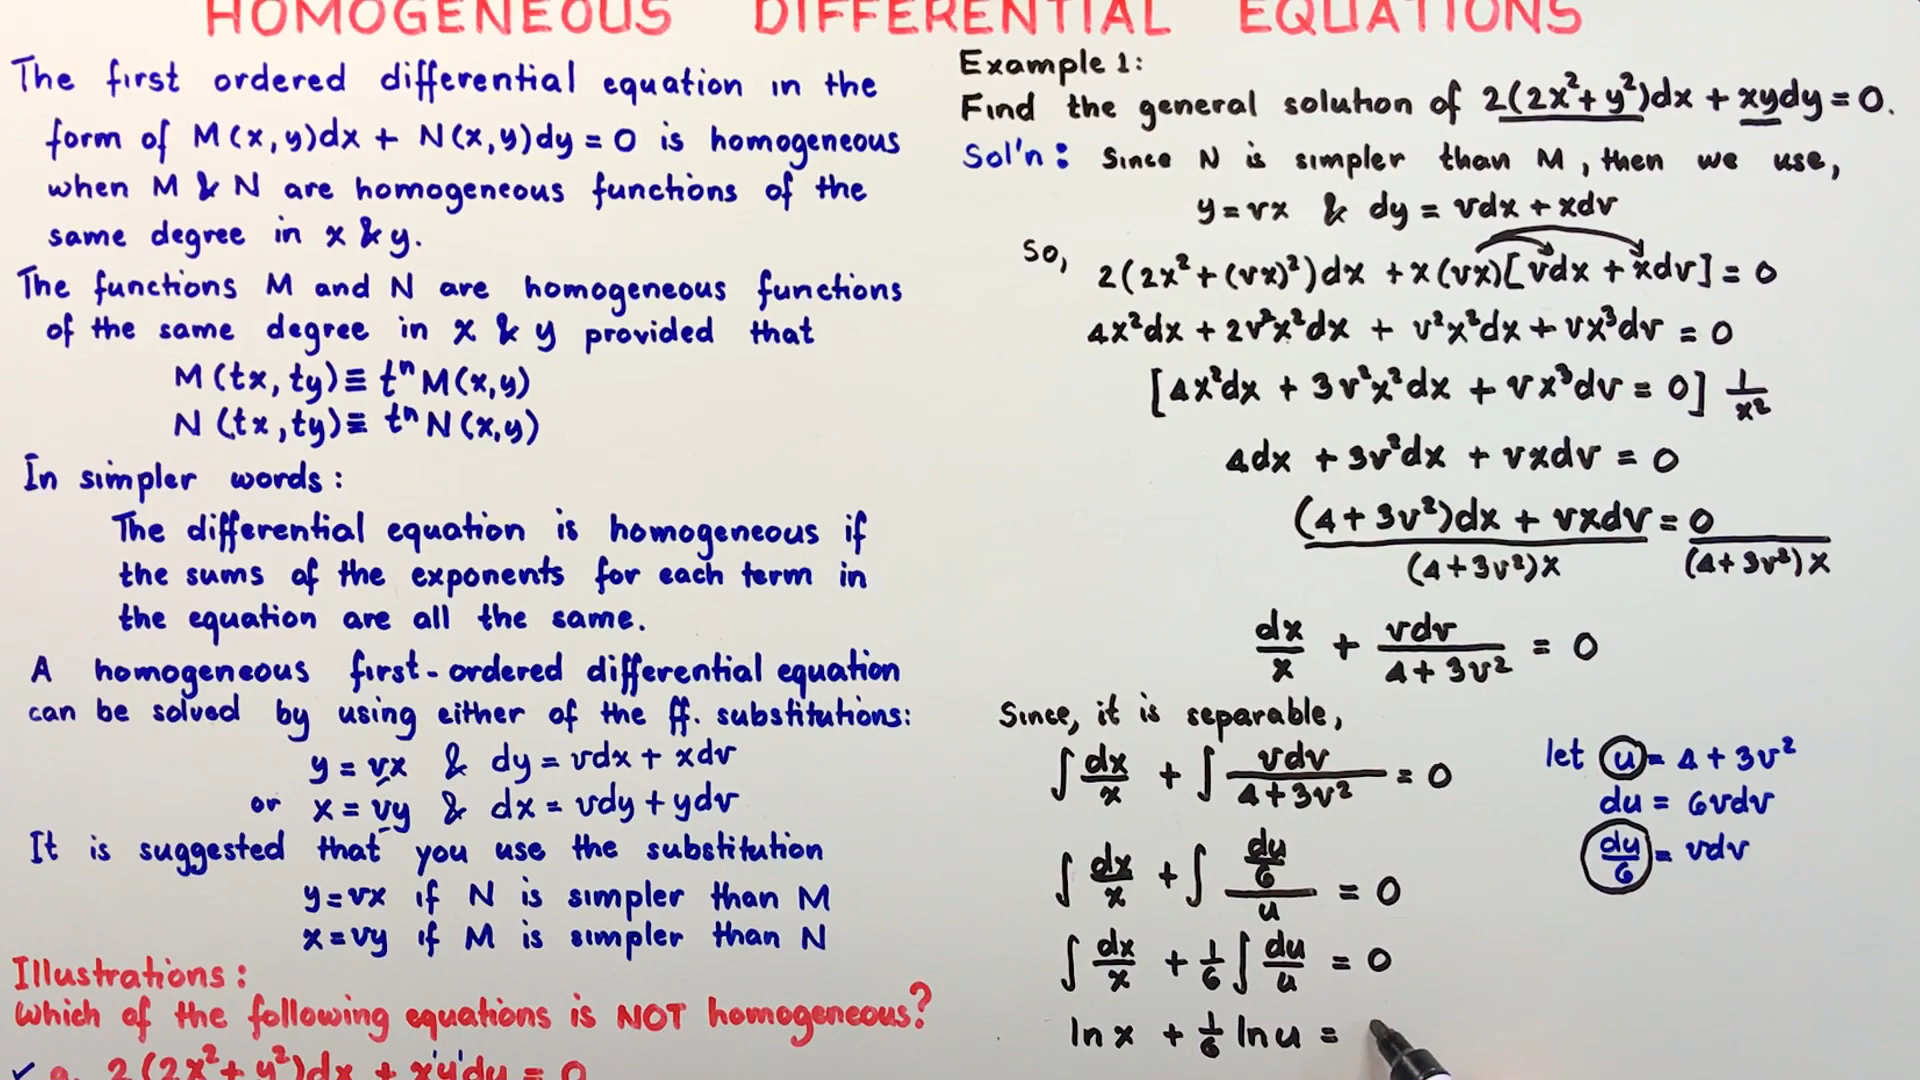 HOMOGENEOUS DIFFERENTIAL EQUATIONS
The first ordered differential equation in the
form of M(x,y)dx + N(x,y)dy = 0 is homogeneous
when M & N are homogeneous functions of the
same degree in x & y.
The functions M and N are homogeneous functions
of the same degree in x & y provided that
M(tx, ty) ≡ tⁿ M(x,y)
N(tx, ty) ≡ tⁿ N(x,y)
In simpler words:
The differential equation is homogeneous if
the sums of the exponents for each term in
the equation are all the same.
A homogeneous first-ordered differential equation
can be solved by using either of the ff. substitutions:
y = vx & dy = vdx + xdv
or x = vy & dx = vdy + ydv
It is suggested that you use the substitution
y = vx if N is simpler than M
x = vy if M is simpler than N
Illustrations:
Which of the following equations is NOT homogeneous?
✓ a. 2(2x² + y²)dx + x'y'dy = 0
Example 1:
Find the general solution of 2(2x² + y²)dx + xydy = 0.
Sol'n: Since N is simpler than M, then we use,
y = vx & dy = vdx + xdv
So, 2(2x² + (vx)²)dx + x(vx)[vdx + xdv] = 0
4x²dx + 2v²x²dx + v²x²dx + vx³dv = 0
[4x²dx + 3v²x²dx + vx³dv = 0] 1/x²
4dx + 3v²dx + vxdv = 0
(4 + 3v²)dx + vxdv = 0
(4+3v²)x (4+3v²)x
dx/x + vdv/(4 + 3v²) = 0
Since, it is separable,
∫ dx/x + ∫ vdv/(4 + 3v²) = 0
∫ dx/x + ∫ (du/6)/u = 0
∫ dx/x + 1/6 ∫ du/u = 0
ln x + 1/6 ln u =
let u = 4 + 3v²
du = 6vdv
du/6 = vdv